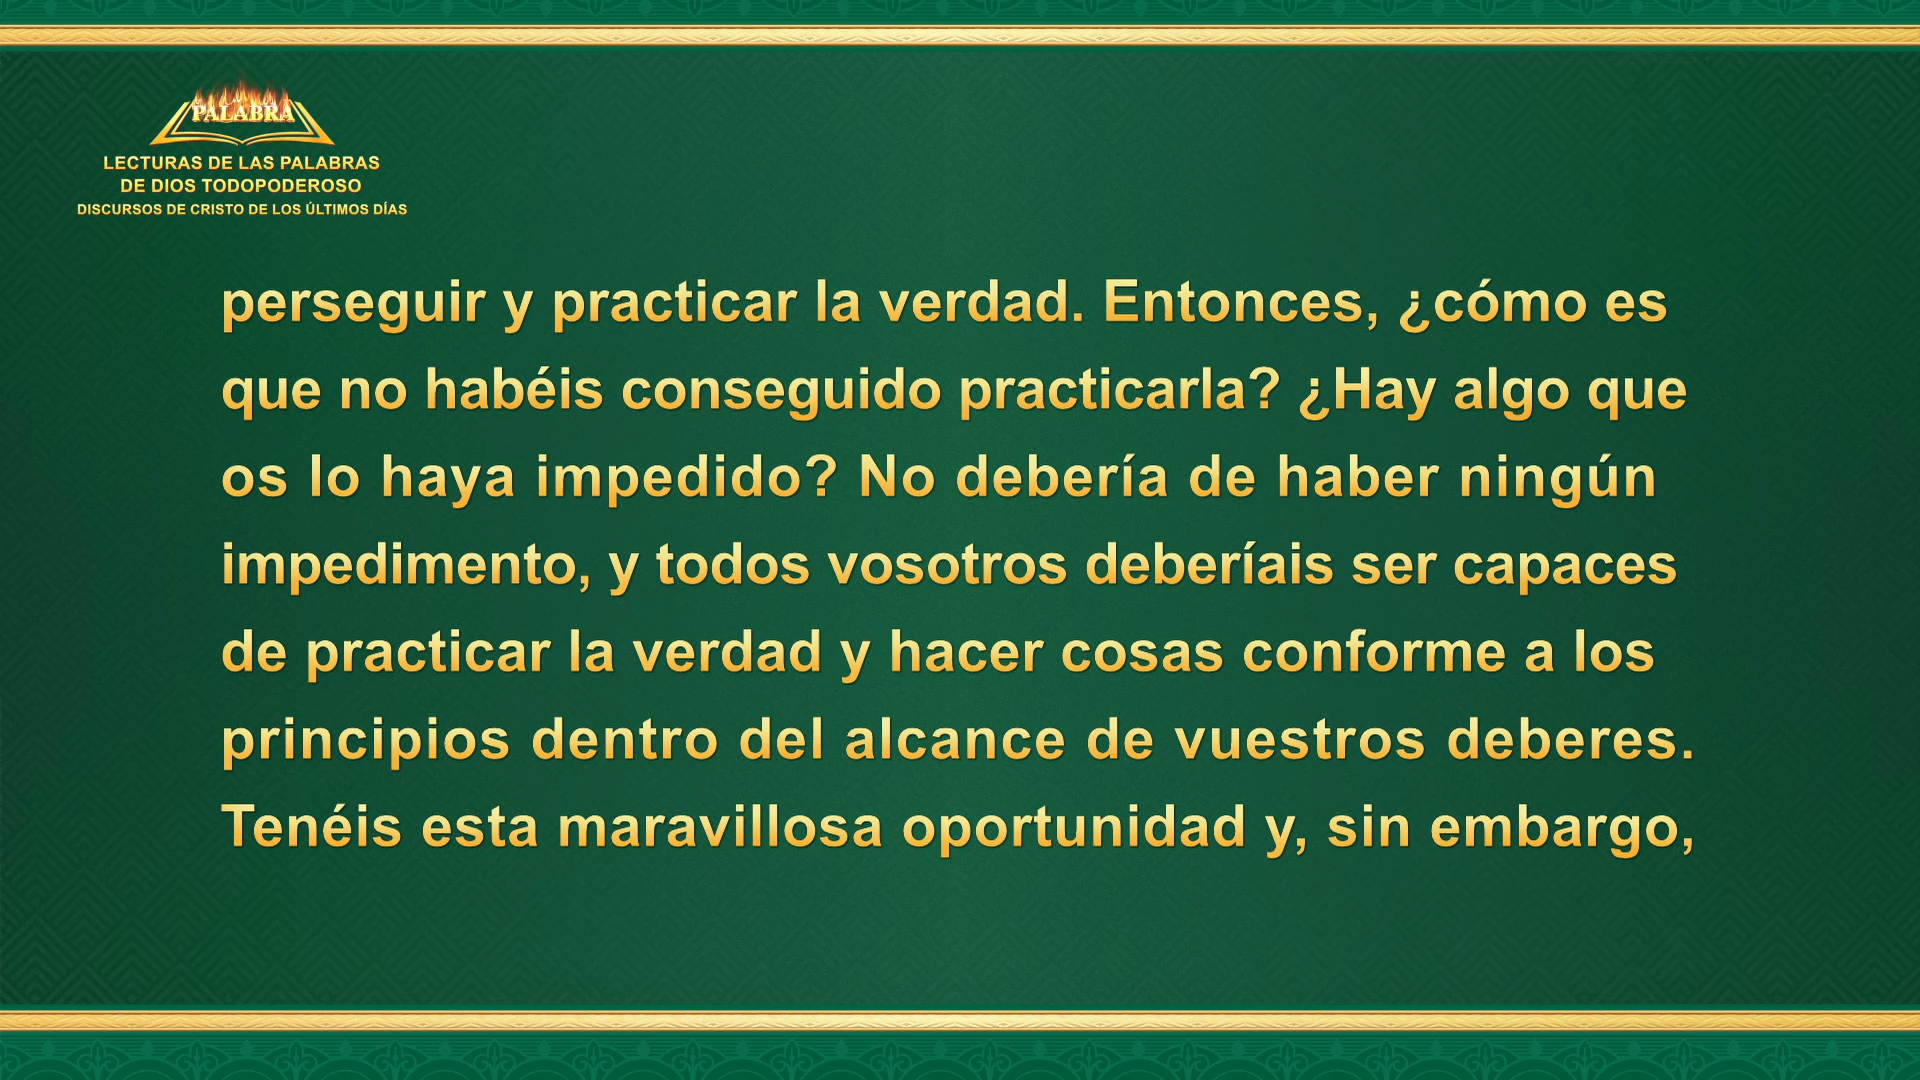 PALABRA
LECTURAS DE LAS PALABRAS
DE DIOS TODOPODEROSO
DISCURSOS DE CRISTO DE LOS ÚLTIMOS DÍAS
perseguir y practicar la verdad. Entonces, ¿cómo es
que no habéis conseguido practicarla? ¿Hay algo que
os lo haya impedido? No debería de haber ningún
impedimento, y todos vosotros deberíais ser capaces
de practicar la verdad y hacer cosas conforme a los
principios dentro del alcance de vuestros deberes.
Tenéis esta maravillosa oportunidad y, sin embargo,